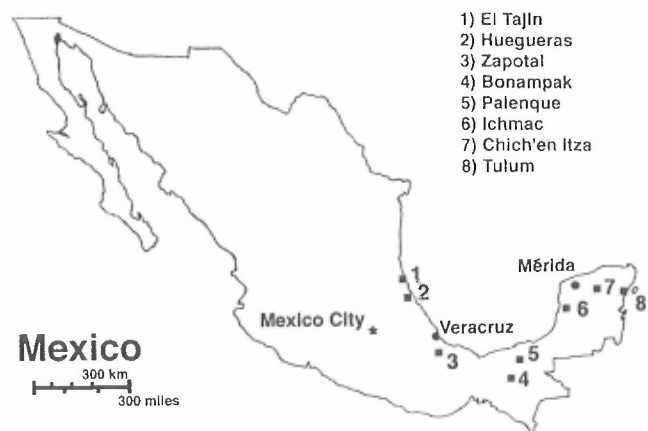 1) El Tajin
2) Huegueras
3) Zapotal
4) Bonampak
5) Palenque
6) Ichmac
7) Chich'en Itza
8) Tulum
Mérida
1
2
7
8
6
Mexico City
Veracruz
3
5
4
Mexico
300 km
300 miles